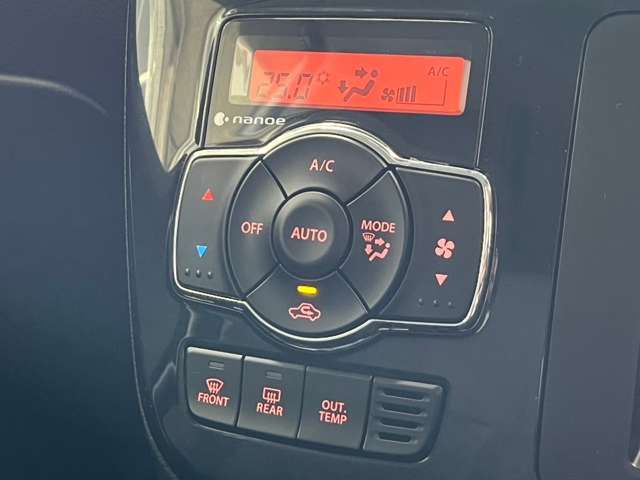 25.0 A/C
nanoe
A/C
OFF
AUTO
MODE
FRONT
REAR
OUT.
TEMP